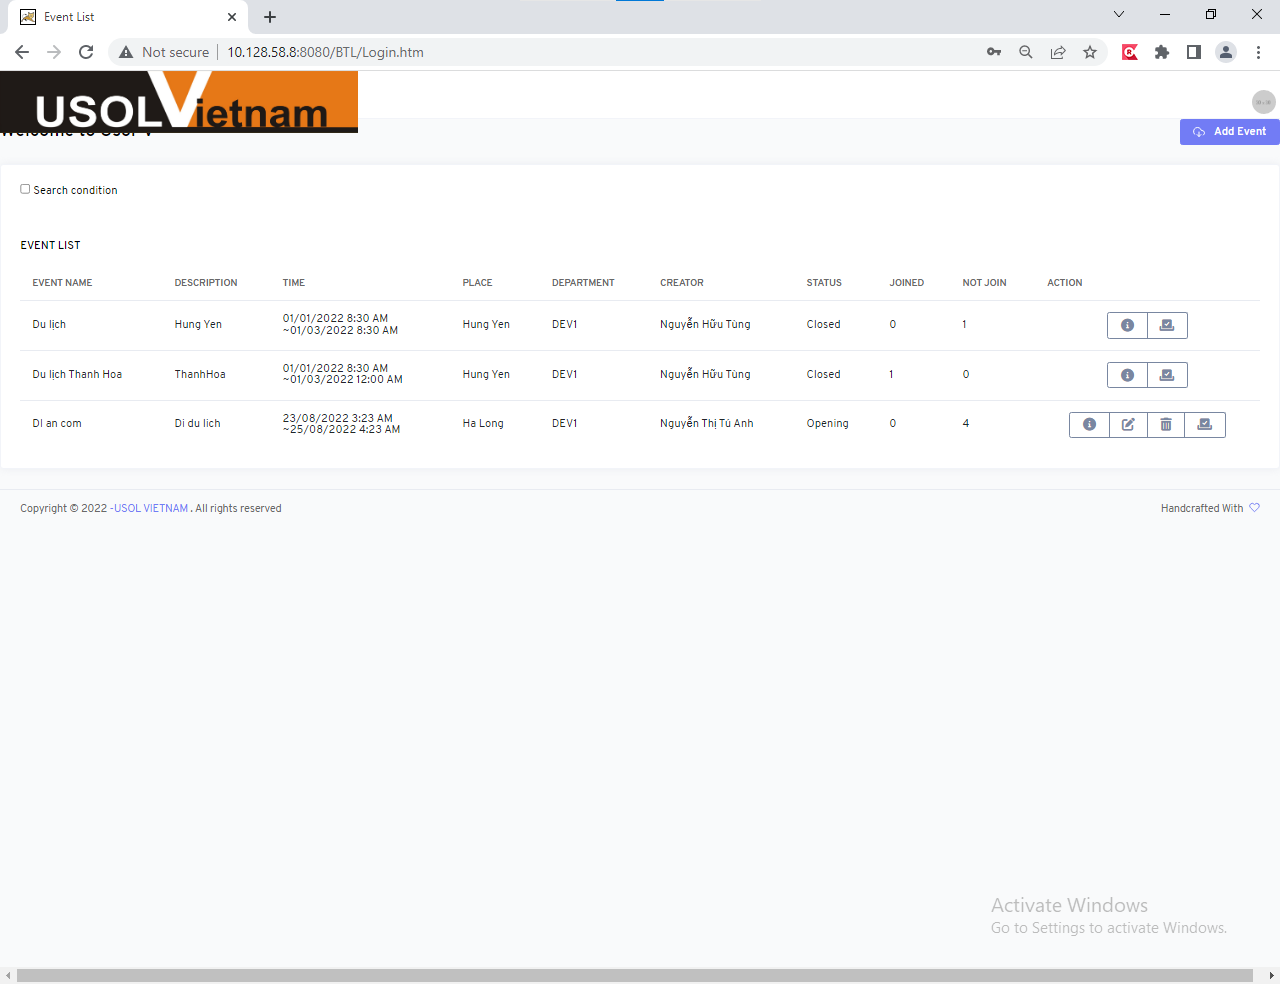 Event List
Not secure
10.128.58.8:8080/BTL/Login.htm
USOL Vietnam
Welcome to Usol V
Add Event
Search condition
EVENT LIST
EVENT NAME DESCRIPTION TIME PLACE DEPARTMENT CREATOR STATUS JOINED NOT JOIN ACTION
Du lịch Hung Yen 01/01/2022 8:30 AM ~01/03/2022 8:30 AM Hung Yen DEV1 Nguyễn Hữu Tùng Closed 0 1
Du lịch Thanh Hoa ThanhHoa 01/01/2022 8:30 AM ~01/03/2022 12:00 AM Hung Yen DEV1 Nguyễn Hữu Tùng Closed 1 0
DI an com Di du lich 23/08/2022 3:23 AM ~25/08/2022 4:23 AM Ha Long DEV1 Nguyễn Thị Tú Anh Opening 0 4
Copyright © 2022 -USOL VIETNAM . All rights reserved
Handcrafted With
Activate Windows
Go to Settings to activate Windows.